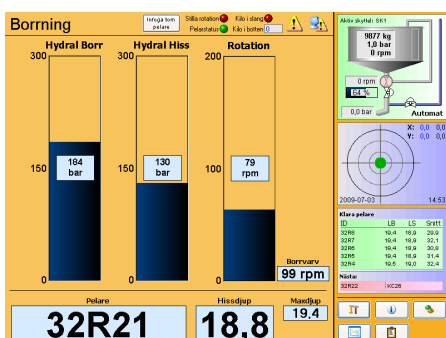 Borrning
Infoga tom
pelare
Stilla rotation
Kilo i slang
Pelarstatus
Kilo i botten 0
Hydral Borr
Hydral Hiss
Rotation
300
300
200
150
150
100
0
0
0
184
bar
130
bar
79
rpm
Borrvarv
99 rpm
Pelare
32R21
Hissdjup
18,8
Maxdjup
19,4
Aktiv skyttel: SK1
9877 kg
1,0 bar
0 rpm
0 rpm
64 %
0,0 bar
Automat
X: 0,0 0,0
Y: 0,0 0,0
2009-07-03
14:53
Klara pelare
ID LB LS Snitt
32R8 19,4 18,9 29,9
32R7 19,4 18,9 32,1
32R6 19,4 18,9 30,8
32R5 19,4 18,9 31,4
32R4 19,5 19,0 32,4
Nästa:
32R22 KC26